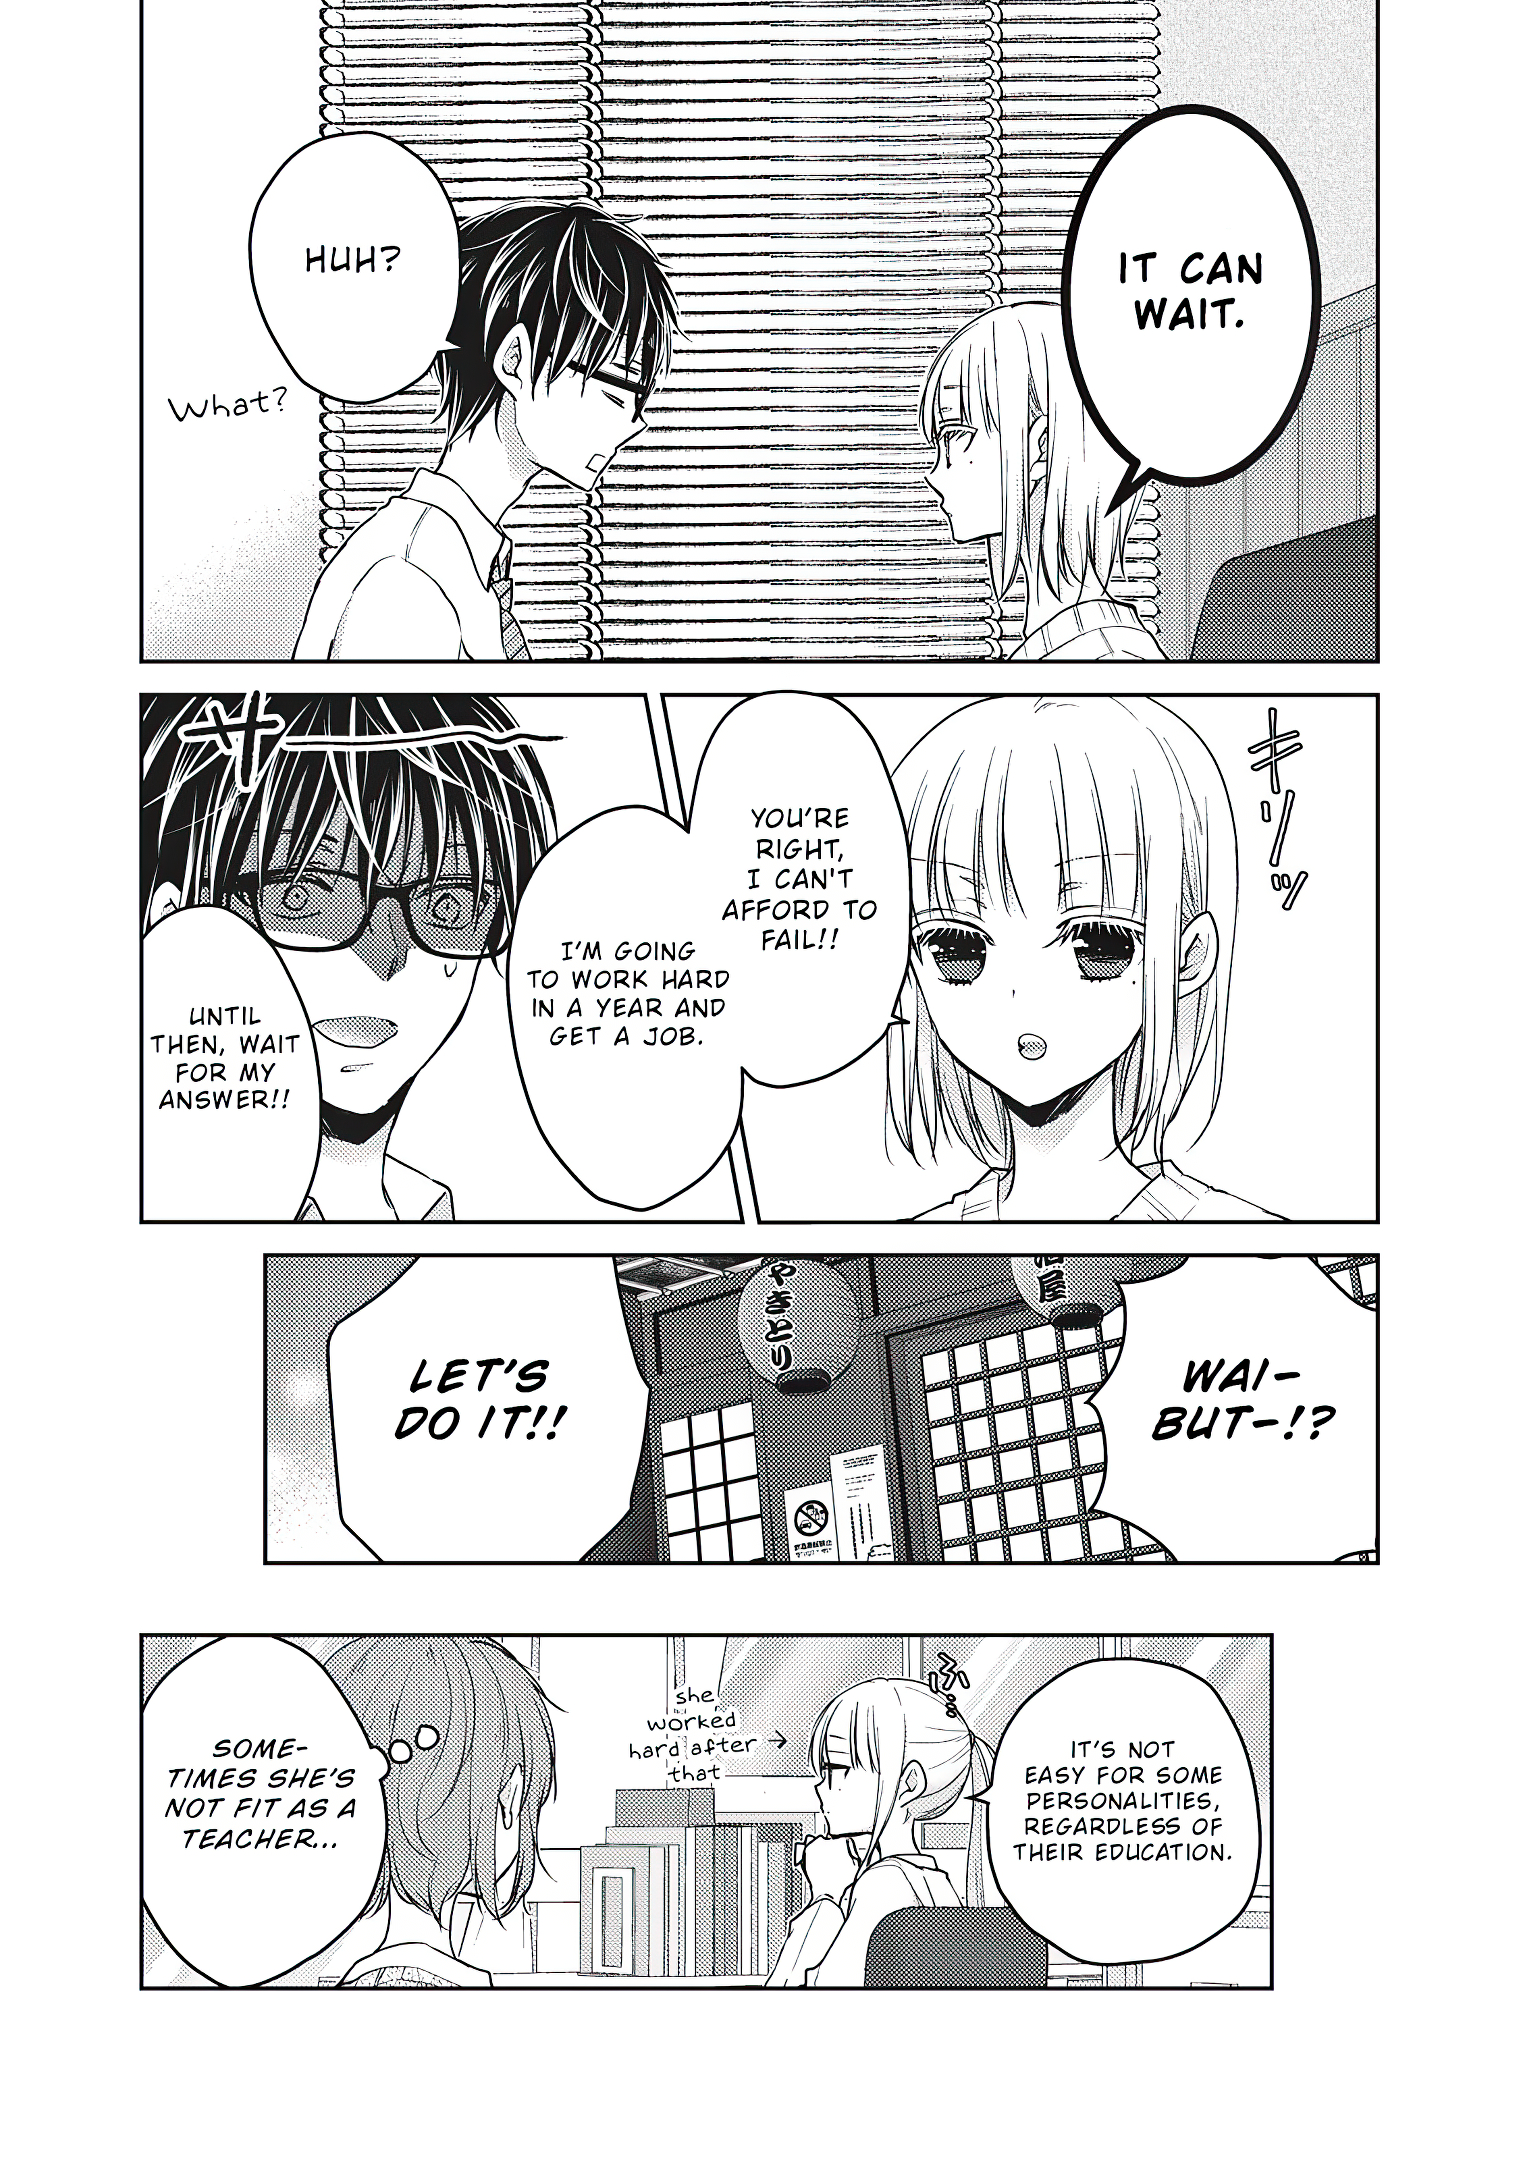 IT CAN
WAIT.
HUH?
What?
キリッ
YOU'RE
RIGHT,
I CAN'T
AFFORD TO
FAIL!!
I'M GOING
TO WORK HARD
IN A YEAR AND
GET A JOB.
サ
UNTIL
THEN, WAIT
FOR MY
ANSWER!!
WAI-
BUT-!?
屋
やきとり
LET'S
DO IT!!
IT'S NOT
EASY FOR SOME
PERSONALITIES,
REGARDLESS OF
THEIR EDUCATION.
ふ…
she
worked
hard after →
that
SOME-
TIMES SHE'S
NOT FIT AS A
TEACHER...